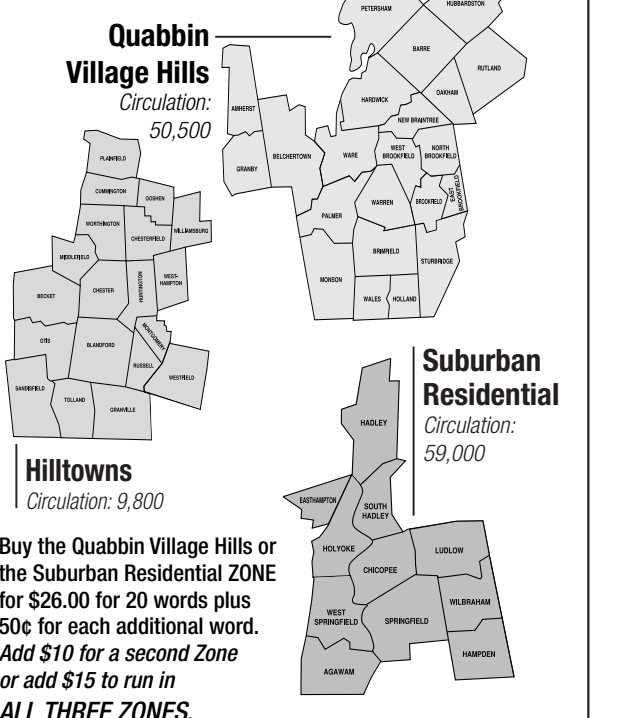 Quabbin
Village Hills
Circulation:
50,500
PETERSHAM
HUBBARDSTON
BARRE
RUTLAND
OAKHAM
HARDWICK
NEW BRAINTREE
AMHERST
GRANBY
BELCHERTOWN
WARE
WEST
BROOKFIELD
NORTH
BROOKFIELD
EAST
BROOKFIELD
BROOKFIELD
WARREN
PALMER
BRIMFIELD
STURBRIDGE
MONSON
WALES
HOLLAND
PLAINFIELD
CUMMINGTON
GOSHEN
WORTHINGTON
CHESTERFIELD
WILLIAMSBURG
MIDDLEFIELD
BECKET
CHESTER
HUNTINGTON
WEST-
HAMPTON
OTIS
BLANDFORD
MONTGOMERY
RUSSELL
WESTFIELD
SANDISFIELD
TOLLAND
GRANVILLE
Hilltowns
Circulation: 9,800
Suburban
Residential
Circulation:
59,000
HADLEY
EASTHAMPTON
SOUTH
HADLEY
HOLYOKE
CHICOPEE
LUDLOW
WEST
SPRINGFIELD
SPRINGFIELD
WILBRAHAM
HAMPDEN
AGAWAM
Buy the Quabbin Village Hills or
the Suburban Residential ZONE
for $26.00 for 20 words plus
50¢ for each additional word.
Add $10 for a second Zone
or add $15 to run in
ALL THREE ZONES.